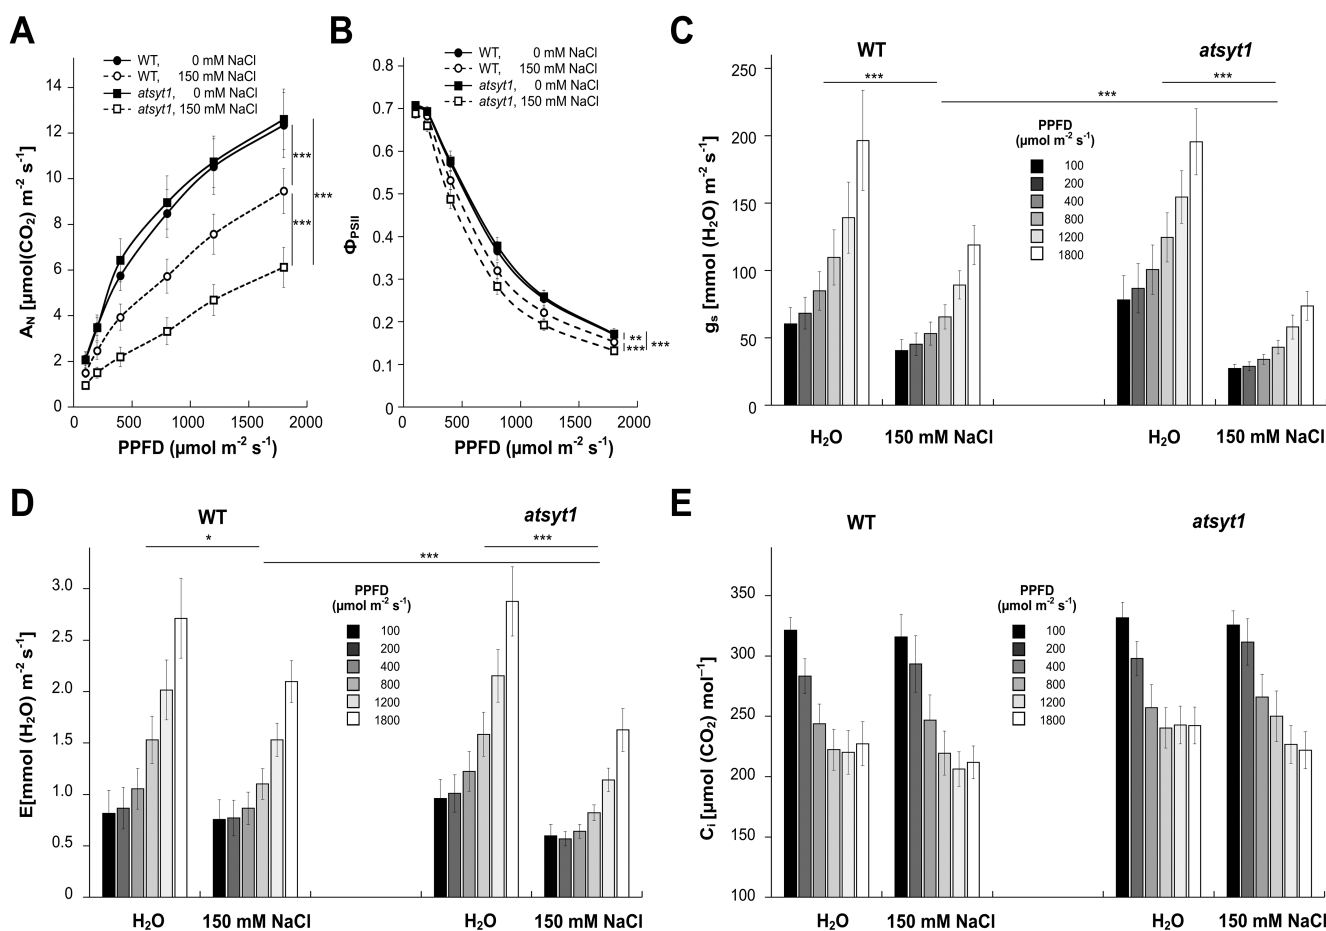 A
WT, 0 mM NaCl
WT, 150 mM NaCl
atsyt1, 0 mM NaCl
atsyt1, 150 mM NaCl
14
12
10
8
6
4
2
0
AN [µmol(CO2) m-2 s-1]
***
***
***
0 500 1000 1500 2000
PPFD (µmol m-2 s-1)
B
WT, 0 mM NaCl
WT, 150 mM NaCl
atsyt1, 0 mM NaCl
atsyt1, 150 mM NaCl
0.8
0.7
0.6
0.5
0.4
0.3
0.2
0.1
0
ΦPSII
**
***
***
0 500 1000 1500 2000
PPFD (µmol m-2 s-1)
C
WT
atsyt1
***
***
***
250
200
150
100
50
0
gs [mmol (H2O) m-2 s-1]
PPFD
(µmol m-2 s-1)
100
200
400
800
1200
1800
H2O
150 mM NaCl
H2O
150 mM NaCl
D
WT
atsyt1
*
***
***
3.0
2.5
2.0
1.5
1.0
0.5
0
E[mmol (H2O) m-2 s-1]
PPFD
(µmol m-2 s-1)
100
200
400
800
1200
1800
H2O
150 mM NaCl
H2O
150 mM NaCl
E
WT
atsyt1
350
300
250
200
150
100
Ci [µmol (CO2) mol−1]
PPFD
(µmol m-2 s-1)
100
200
400
800
1200
1800
H2O
150 mM NaCl
H2O
150 mM NaCl